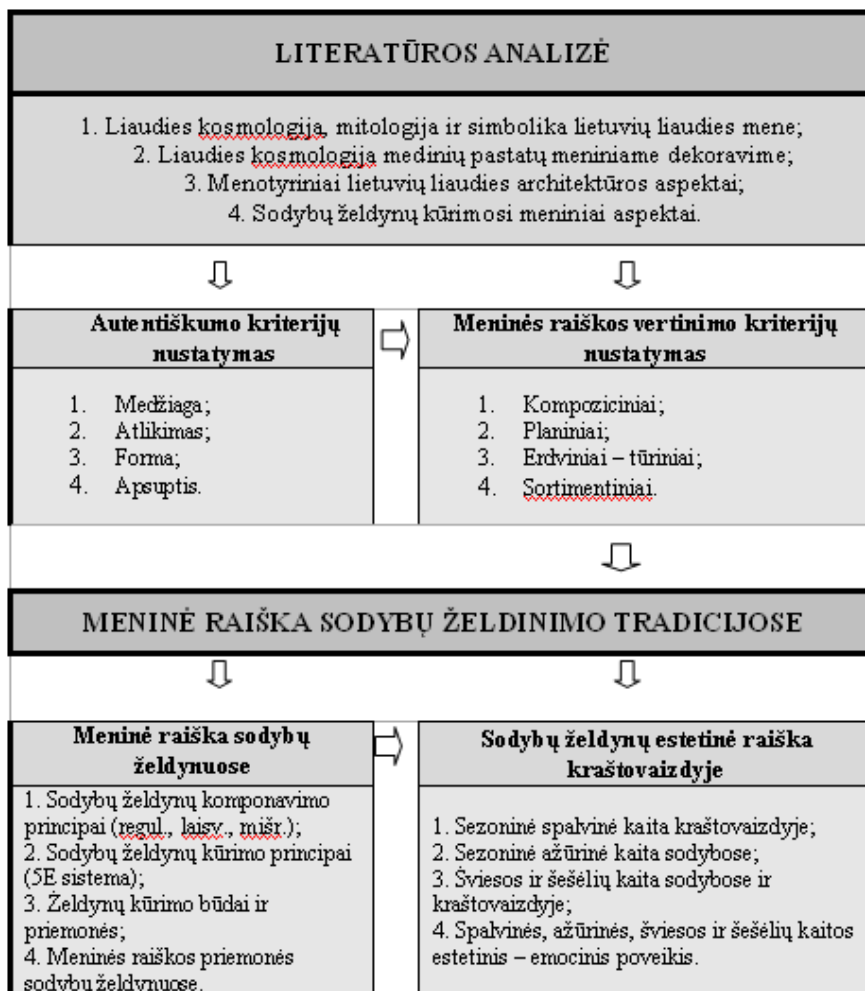 LITERATŪROS ANALIZĖ
1. Liaudies kosmologija, mitologija ir simbolika lietuvių liaudies mene;
2. Liaudies kosmologija medinių pastatų meniniame dekoravime;
3. Menotyriniai lietuvių liaudies architektūros aspektai;
4. Sodybų želdynų kūrimosi meniniai aspektai.
Autentiškumo kriterijų
nustatymas
1. Medžiaga;
2. Atlikimas;
3. Forma;
4. Apsuptis.
Meninės raiškos vertinimo kriterijų
nustatymas
1. Kompoziciniai;
2. Planiniai;
3. Erdviniai – tūriniai;
4. Sortimentiniai.
MENINĖ RAIŠKA SODYBŲ ŽELDINIMO TRADICIJOSE
Meninė raiška sodybų
želdynuose
1. Sodybų želdynų komponavimo
principai (regul., laisv., mišr.);
2. Sodybų želdynų kūrimo principai
(5E sistema);
3. Želdynų kūrimo būdai ir
priemonės;
4. Meninės raiškos priemonės
sodybų želdynuose.
Sodybų želdynų estetinė raiška
kraštovaizdyje
1. Sezoninė spalvinė kaita kraštovaizdyje;
2. Sezoninė ažūrinė kaita sodybose;
3. Šviesos ir šešėlių kaita sodybose ir
kraštovaizdyje;
4. Spalvinės, ažūrinės, šviesos ir šešėlių kaitos
estetinis – emocinis poveikis.